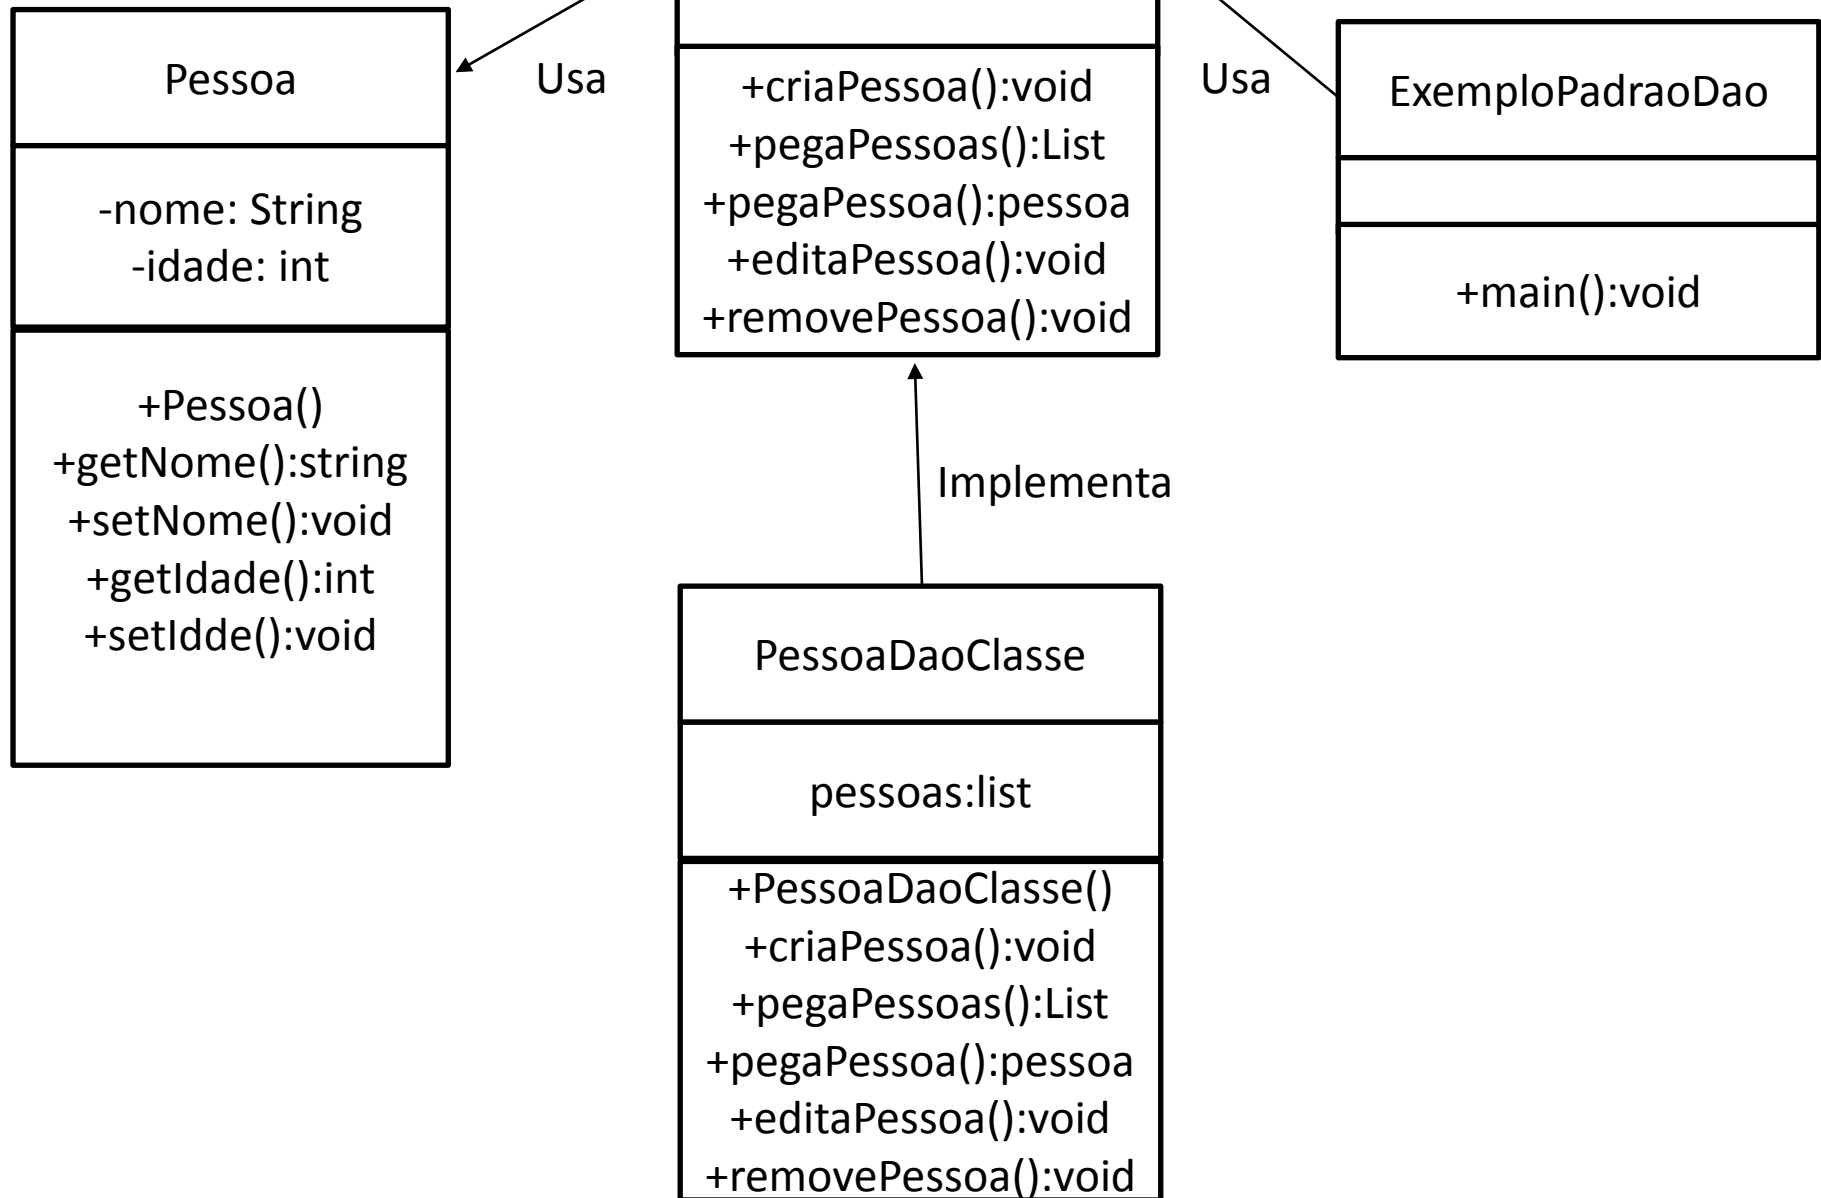 Pessoa
-nome: String
-idade: int
+Pessoa()
+getNome():string
+setNome():void
+getIdade():int
+setIdde():void
Usa
+criaPessoa():void
+pegaPessoas():List
+pegaPessoa():pessoa
+editaPessoa():void
+removePessoa():void
Usa
ExemploPadraoDao
+main():void
Implementa
PessoaDaoClasse
pessoas:list
+PessoaDaoClasse()
+criaPessoa():void
+pegaPessoas():List
+pegaPessoa():pessoa
+editaPessoa():void
+removePessoa():void